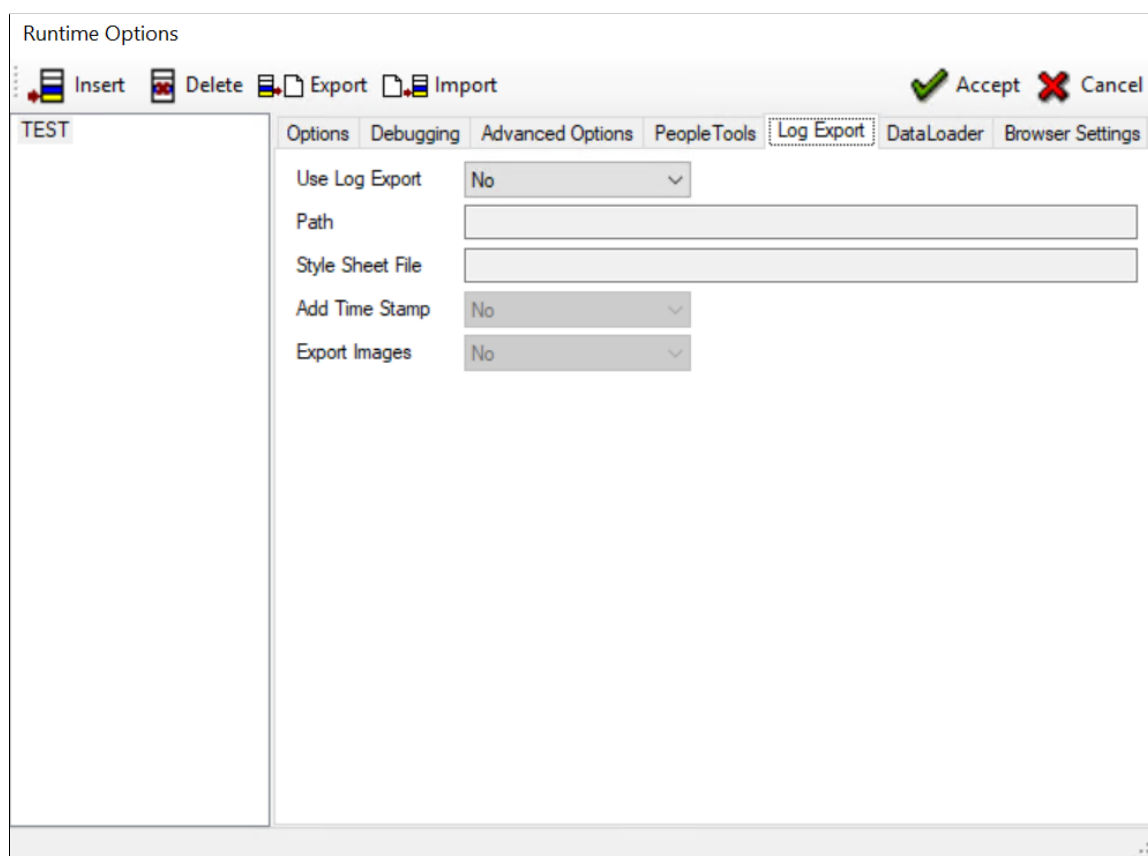 Runtime Options
Insert Delete Export Import Accept Cancel
TEST
Options Debugging Advanced Options PeopleTools Log Export DataLoader Browser Settings
Use Log Export No
Path
Style Sheet File
Add Time Stamp No
Export Images No